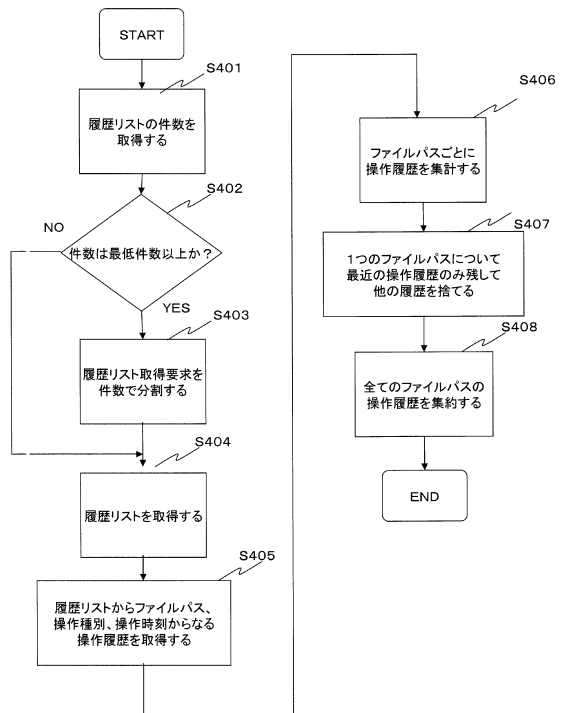 START
S401
履歴リストの件数を
取得する
S402
NO
件数は最低件数以上か？
YES
S403
履歴リスト取得要求を
件数で分割する
S404
履歴リストを取得する
S405
履歴リストからファイルパス、
操作種別、操作時刻からなる
操作履歴を取得する
S406
ファイルパスごとに
操作履歴を集計する
S407
1つのファイルパスについて
最近の操作履歴のみ残して
他の履歴を捨てる
S408
全てのファイルパスの
操作履歴を集約する
END